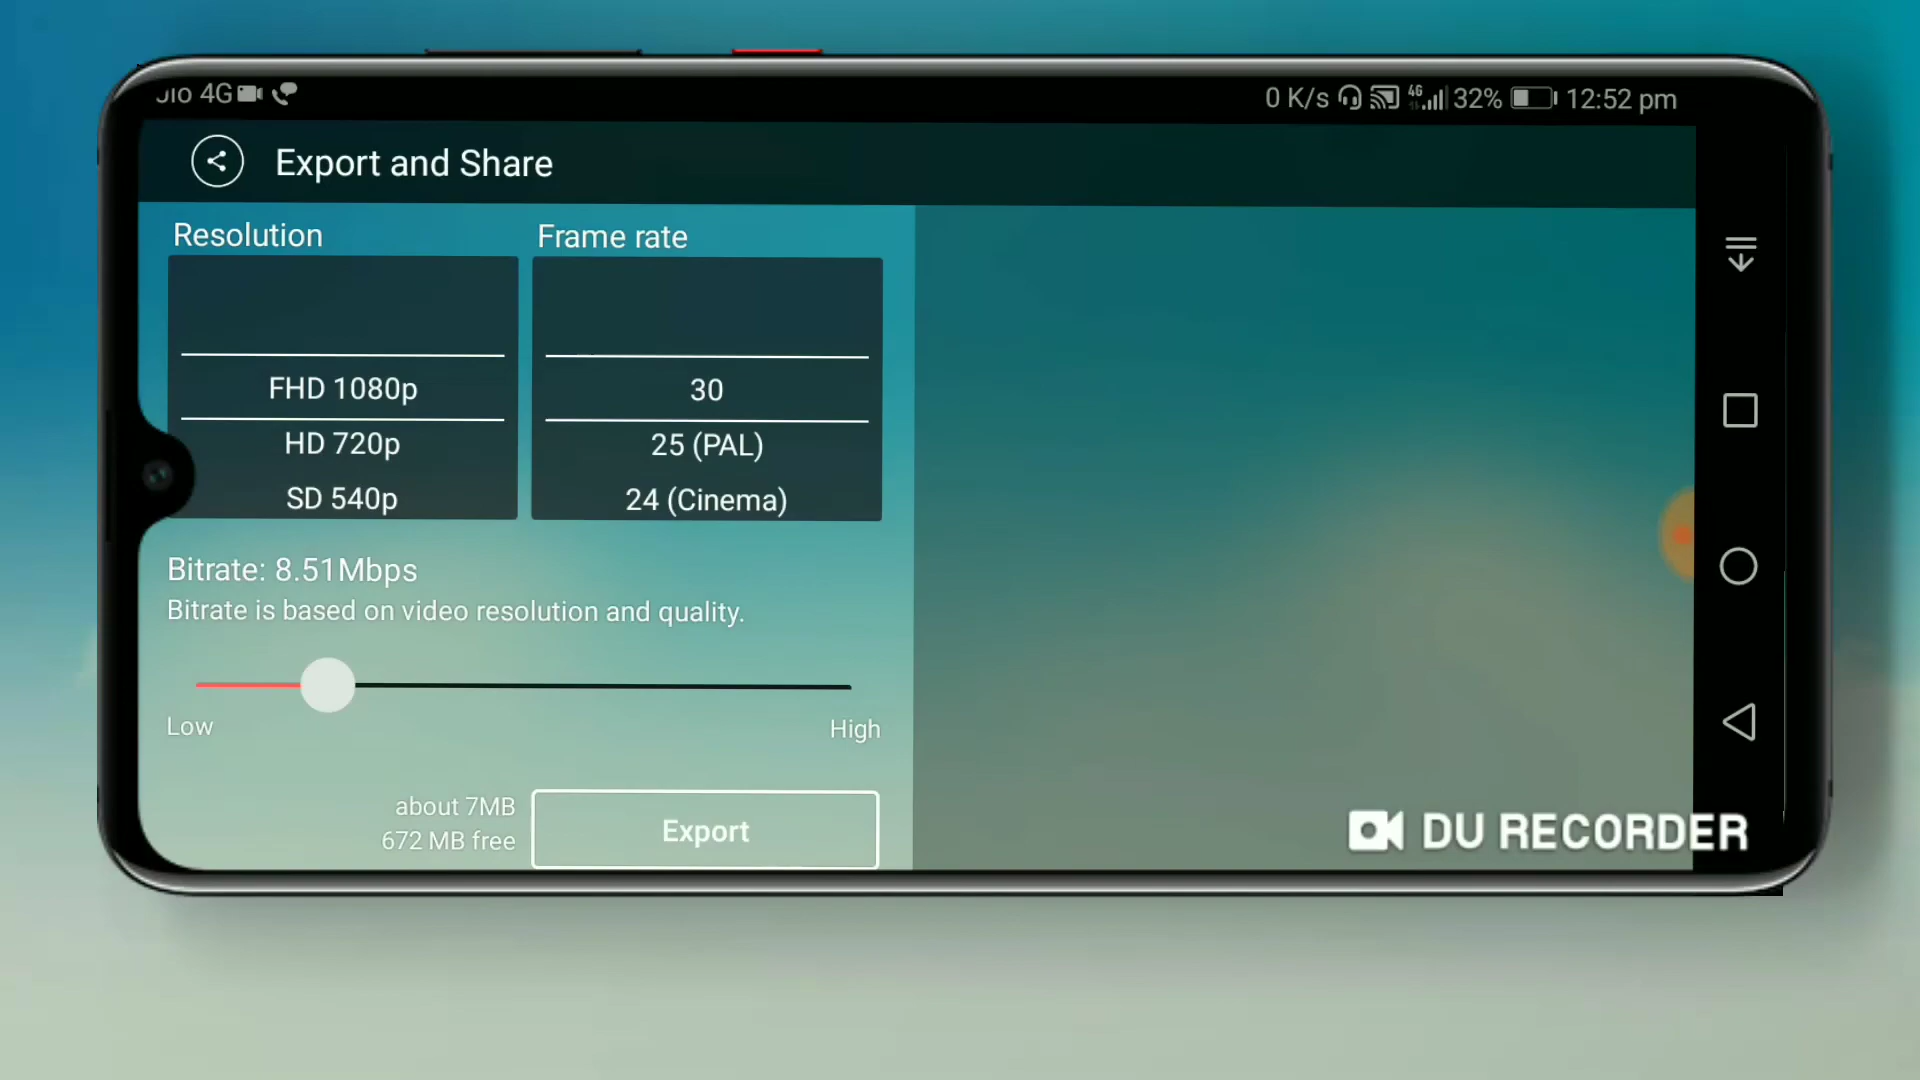 Jio 4G
0 K/s 4G 32% 12:52 pm
Export and Share
Resolution
Frame rate
FHD 1080p
HD 720p
SD 540p
30
25 (PAL)
24 (Cinema)
Bitrate: 8.51Mbps
Bitrate is based on video resolution and quality.
Low
High
about 7MB
672 MB free
Export
DU RECORDER